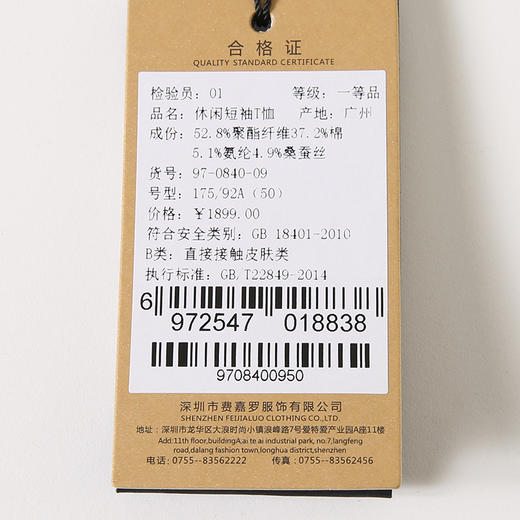 合格证
QUALITY STANDARD CERTIFICATE
检验员：01 等级：一等品
品名：休闲短袖T恤 产地：广州
成份：52.8%聚酯纤维37.2%棉
5.1%氨纶4.9%桑蚕丝
货号：97-0840-09
号型：175/92A（50）
价格：￥1899.00
符合安全类别：GB 18401-2010
B类：直接接触皮肤类
执行标准：GB/T22849-2014
6 972547 018838
9708400950
深圳市费嘉罗服饰有限公司
SHENZHEN FEIJIALUO CLOTHING CO.,LTD
地址：深圳市龙华区大浪时尚小镇浪峰路7号爱特爱产业园A座11楼
Add:11th floor,buildingA,ai te ai industrial park, no.7,langfeng
road,dalang fashion town,longhua district,shenzhen
电话：0755--83562222 传真：0755--83562456